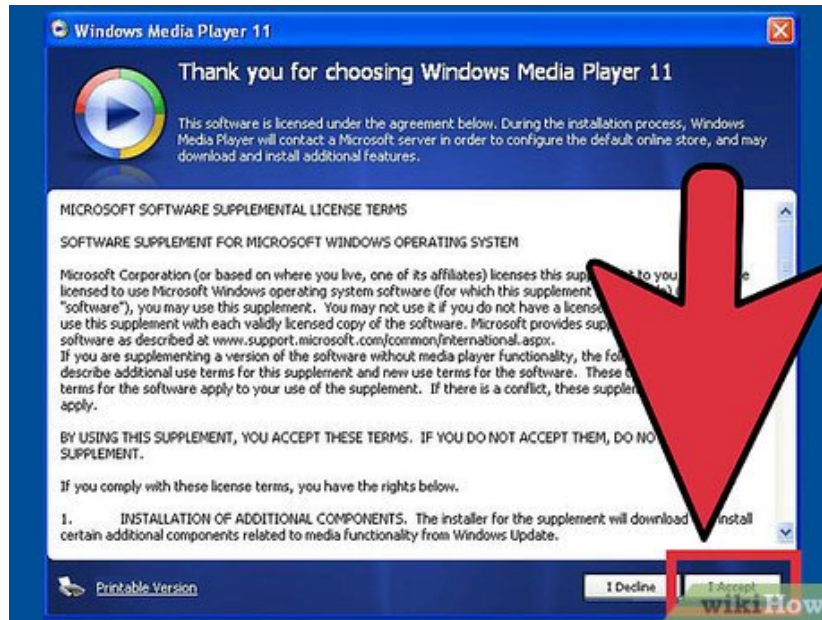 Windows Media Player 11
Thank you for choosing Windows Media Player 11
This software is licensed under the agreement below. During the installation process, Windows
Media Player will contact a Microsoft server in order to configure the default online store, and may
download and install additional features.
MICROSOFT SOFTWARE SUPPLEMENTAL LICENSE TERMS
SOFTWARE SUPPLEMENT FOR MICROSOFT WINDOWS OPERATING SYSTEM
Microsoft Corporation (or based on where you live, one of its affiliates) licenses this to you
licensed to use Microsoft Windows operating system software (for which this supplement
"software"), you may use this supplement. You may not use it if you do not have a license
use this supplement with each validly licensed copy of the software. Microsoft provides
software as described at www.support.microsoft.com/common/international.aspx.
If you are supplementing a version of the software without media player functionality, the
describe additional use terms for this supplement and new use terms for the software. These
terms for the software apply to your use of the supplement. If there is a conflict, these
apply.
BY USING THIS SUPPLEMENT, YOU ACCEPT THESE TERMS. IF YOU DO NOT ACCEPT THEM, DO
SUPPLEMENT.
If you comply with these license terms, you have the rights below.
1. INSTALLATION OF ADDITIONAL COMPONENTS. The installer for the supplement will download install
certain additional components related to media functionality from Windows Update.
Printable Version
I Decline
I Accept
wikiHow